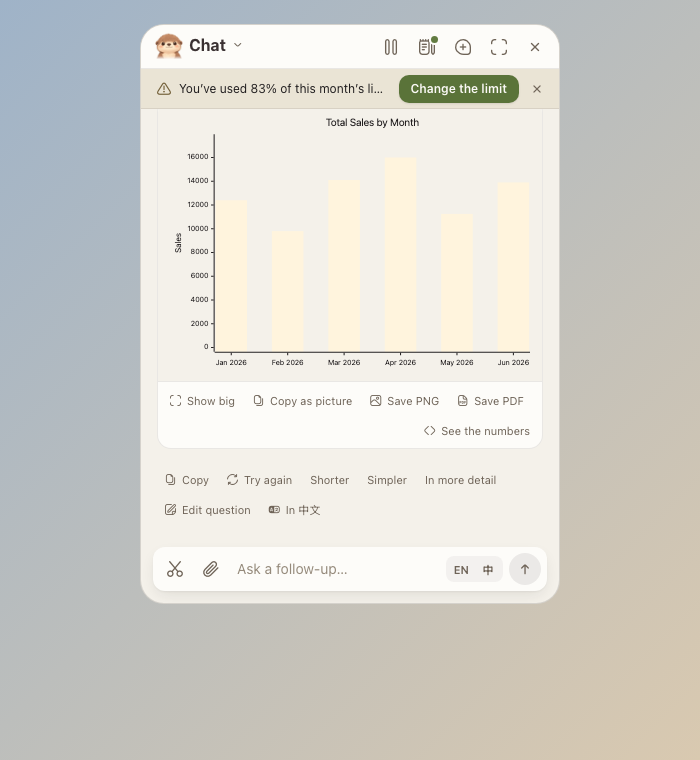 Chat
You've used 83% of this month's li...
Change the limit
Total Sales by Month
Sales
16000
14000
12000
10000
8000
6000
4000
2000
0
Jan 2026 Feb 2026 Mar 2026 Apr 2026 May 2026 Jun 2026
Show big Copy as picture Save PNG Save PDF
See the numbers
Copy Try again Shorter Simpler In more detail
Edit question In 中文
Ask a follow-up... EN 中